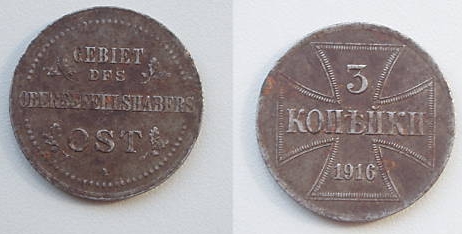 GEBIET
DES
OBERBEFEHLSHABERS
OST
3
КОПѢЙКИ
1916